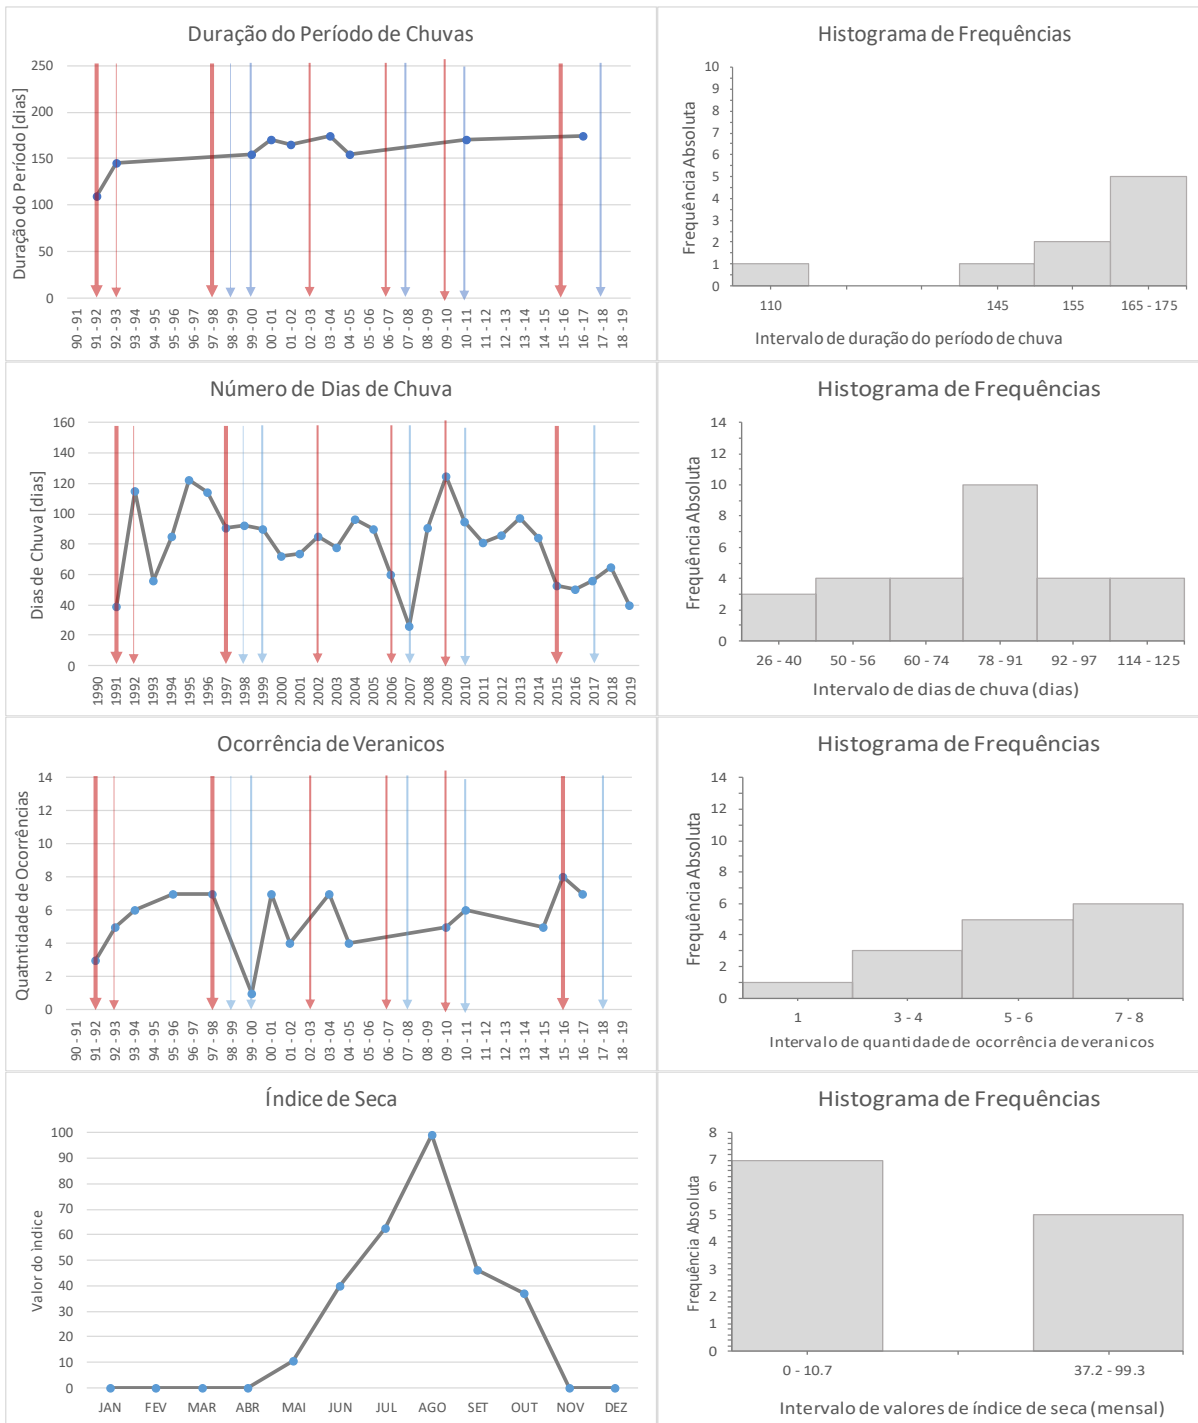 Duração do Período de Chuvas
Duração do Período [dias]
250
200
150
100
50
0
90 - 91
91 - 92
92 - 93
93 - 94
94 - 95
95 - 96
96 - 97
97 - 98
98 - 99
99 - 00
00 - 01
01 - 02
02 - 03
03 - 04
04 - 05
05 - 06
06 - 07
07 - 08
08 - 09
09 - 10
10 - 11
11 - 12
12 - 13
13 - 14
14 - 15
15 - 16
16 - 17
17 - 18
18 - 19
Histograma de Frequências
Frequência Absoluta
10
9
8
7
6
5
4
3
2
1
0
110
145
155
165 - 175
Intervalo de duração do período de chuva
Número de Dias de Chuva
Dias de Chuva [dias]
160
140
120
100
80
60
40
20
0
1990
1991
1992
1993
1994
1995
1996
1997
1998
1999
2000
2001
2002
2003
2004
2005
2006
2007
2008
2009
2010
2011
2012
2013
2014
2015
2016
2017
2018
2019
Histograma de Frequências
Frequência Absoluta
14
12
10
8
6
4
2
0
26 - 40
50 - 56
60 - 74
78 - 91
92 - 97
114 - 125
Intervalo de dias de chuva (dias)
Ocorrência de Veranicos
Quatntidade de Ocorrências
14
12
10
8
6
4
2
0
90 - 91
91 - 92
92 - 93
93 - 94
94 - 95
95 - 96
96 - 97
97 - 98
98 - 99
99 - 00
00 - 01
01 - 02
02 - 03
03 - 04
04 - 05
05 - 06
06 - 07
07 - 08
08 - 09
09 - 10
10 - 11
11 - 12
12 - 13
13 - 14
14 - 15
15 - 16
16 - 17
17 - 18
18 - 19
Histograma de Frequências
Frequência Absoluta
14
12
10
8
6
4
2
0
1
3 - 4
5 - 6
7 - 8
Intervalo de quantidade de ocorrência de veranicos
Índice de Seca
Valor do ìndice
100
90
80
70
60
50
40
30
20
10
0
JAN
FEV
MAR
ABR
MAI
JUN
JUL
AGO
SET
OUT
NOV
DEZ
Histograma de Frequências
Frequência Absoluta
8
7
6
5
4
3
2
1
0
0 - 10.7
37.2 - 99.3
Intervalo de valores de índice de seca (mensal)